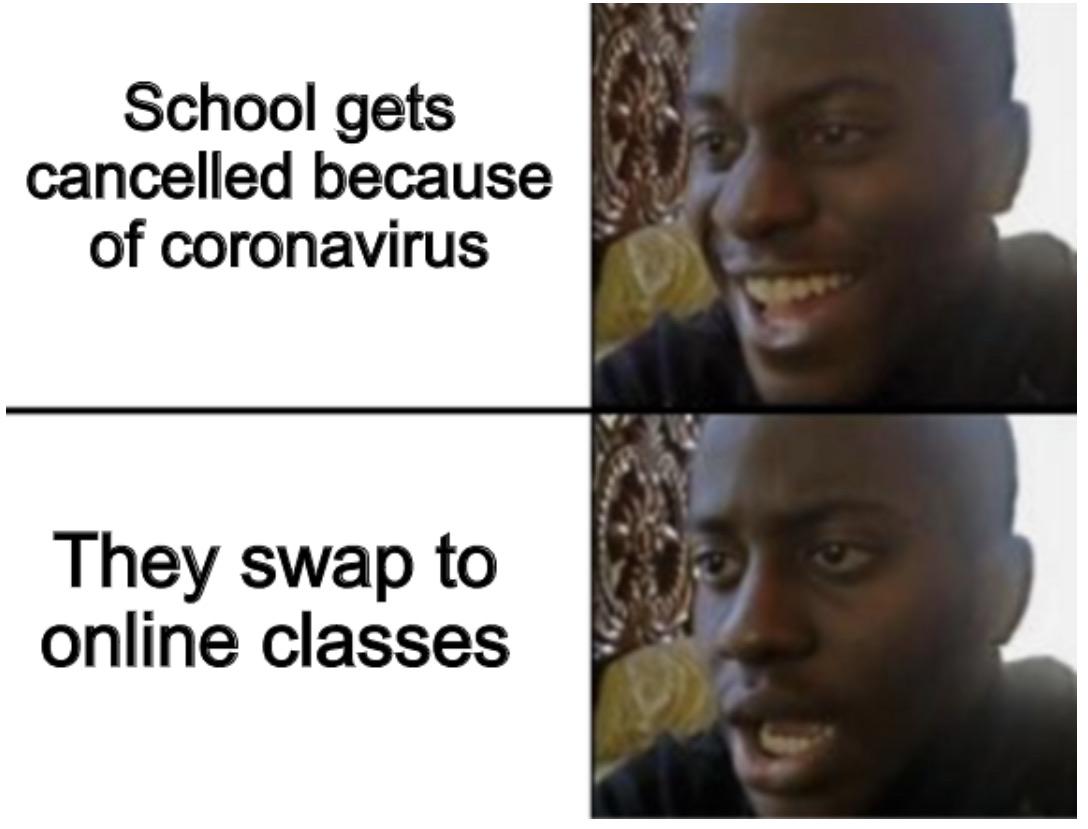 School gets
cancelled because
of coronavirus
They swap to
online classes